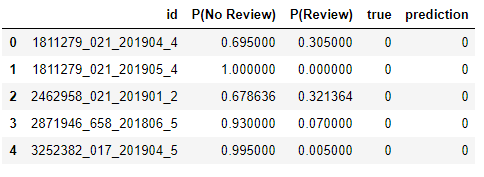 id P(No Review) P(Review) true prediction
0 1811279_021_201904_4 0.695000 0.305000 0 0
1 1811279_021_201905_4 1.000000 0.000000 0 0
2 2462958_021_201901_2 0.678636 0.321364 0 0
3 2871946_658_201806_5 0.930000 0.070000 0 0
4 3252382_017_201904_5 0.995000 0.005000 0 0